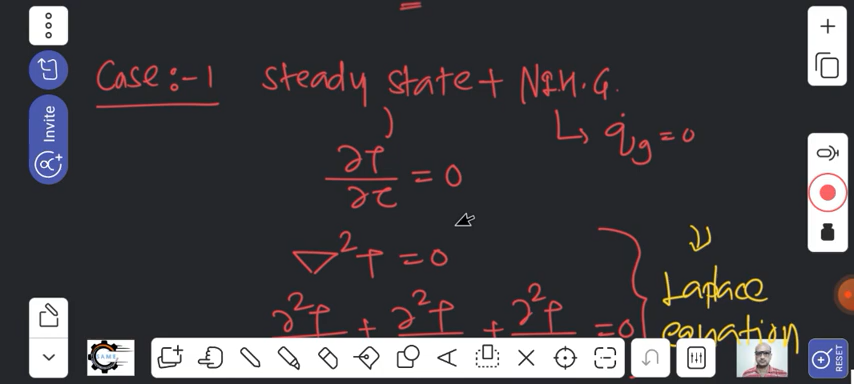 Case:-1 Steady state + N.I.H.G.
↳ q̇g = 0
∂T/∂τ = 0
∇²T = 0
∂²T + ∂²T + ∂²T = 0
Laplace
equation
Invite
RESET